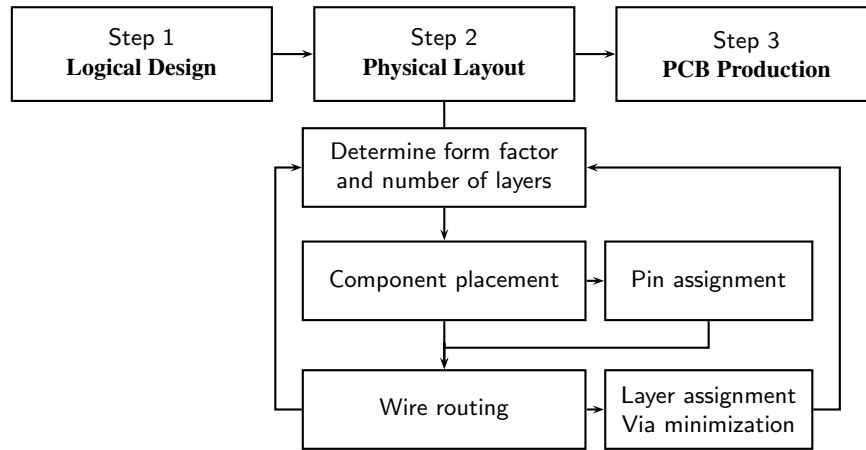 Step 1
Logical Design
Step 2
Physical Layout
Step 3
PCB Production
Determine form factor
and number of layers
Component placement
Pin assignment
Wire routing
Layer assignment
Via minimization